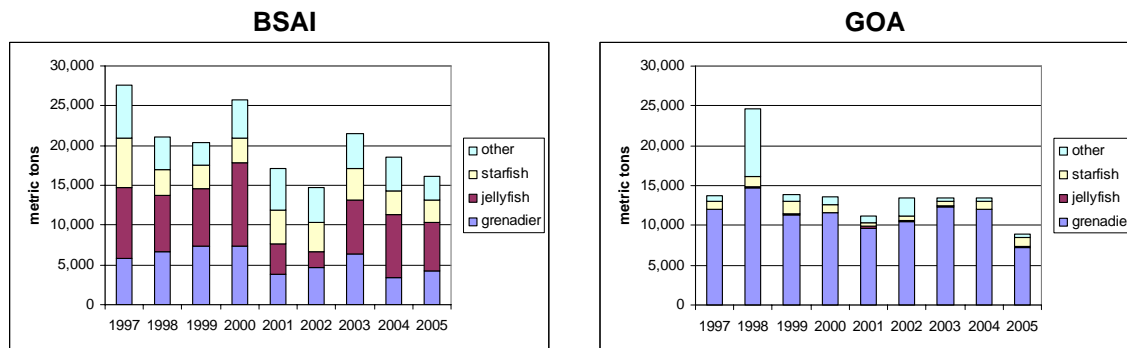 BSAI
metric tons
30,000
25,000
20,000
15,000
10,000
5,000
0
1997 1998 1999 2000 2001 2002 2003 2004 2005
other
starfish
jellyfish
grenadier
GOA
metric tons
30,000
25,000
20,000
15,000
10,000
5,000
0
1997 1998 1999 2000 2001 2002 2003 2004 2005
other
starfish
jellyfish
grenadier